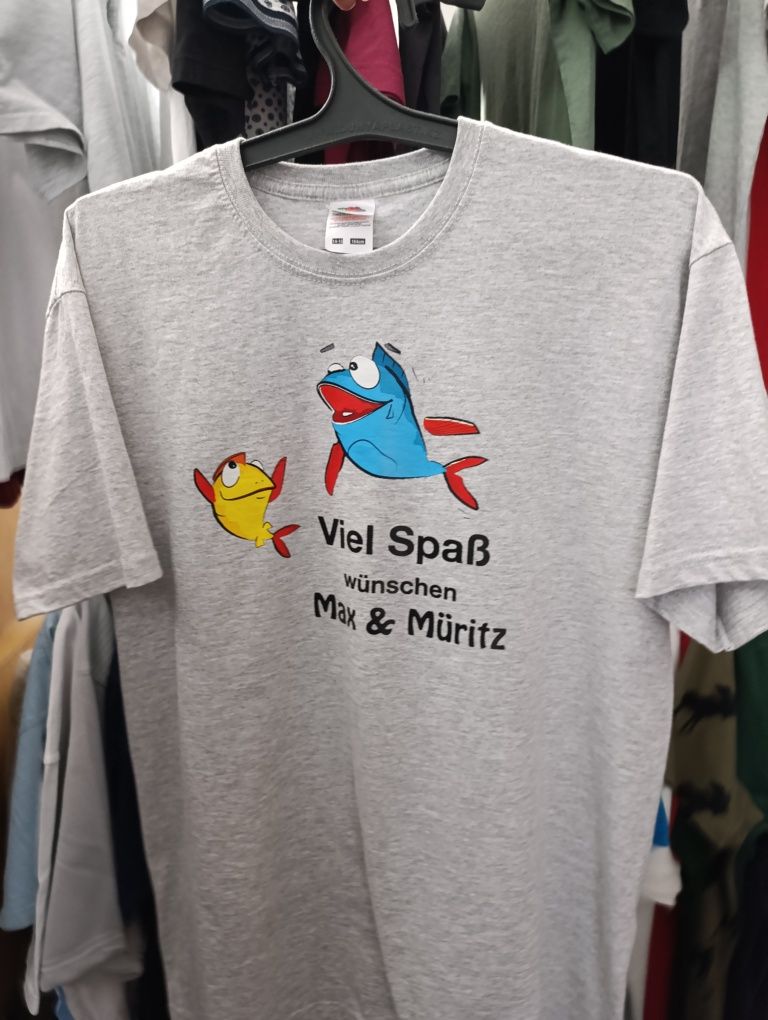 Viel Spaß
wünschen
Max & Müritz